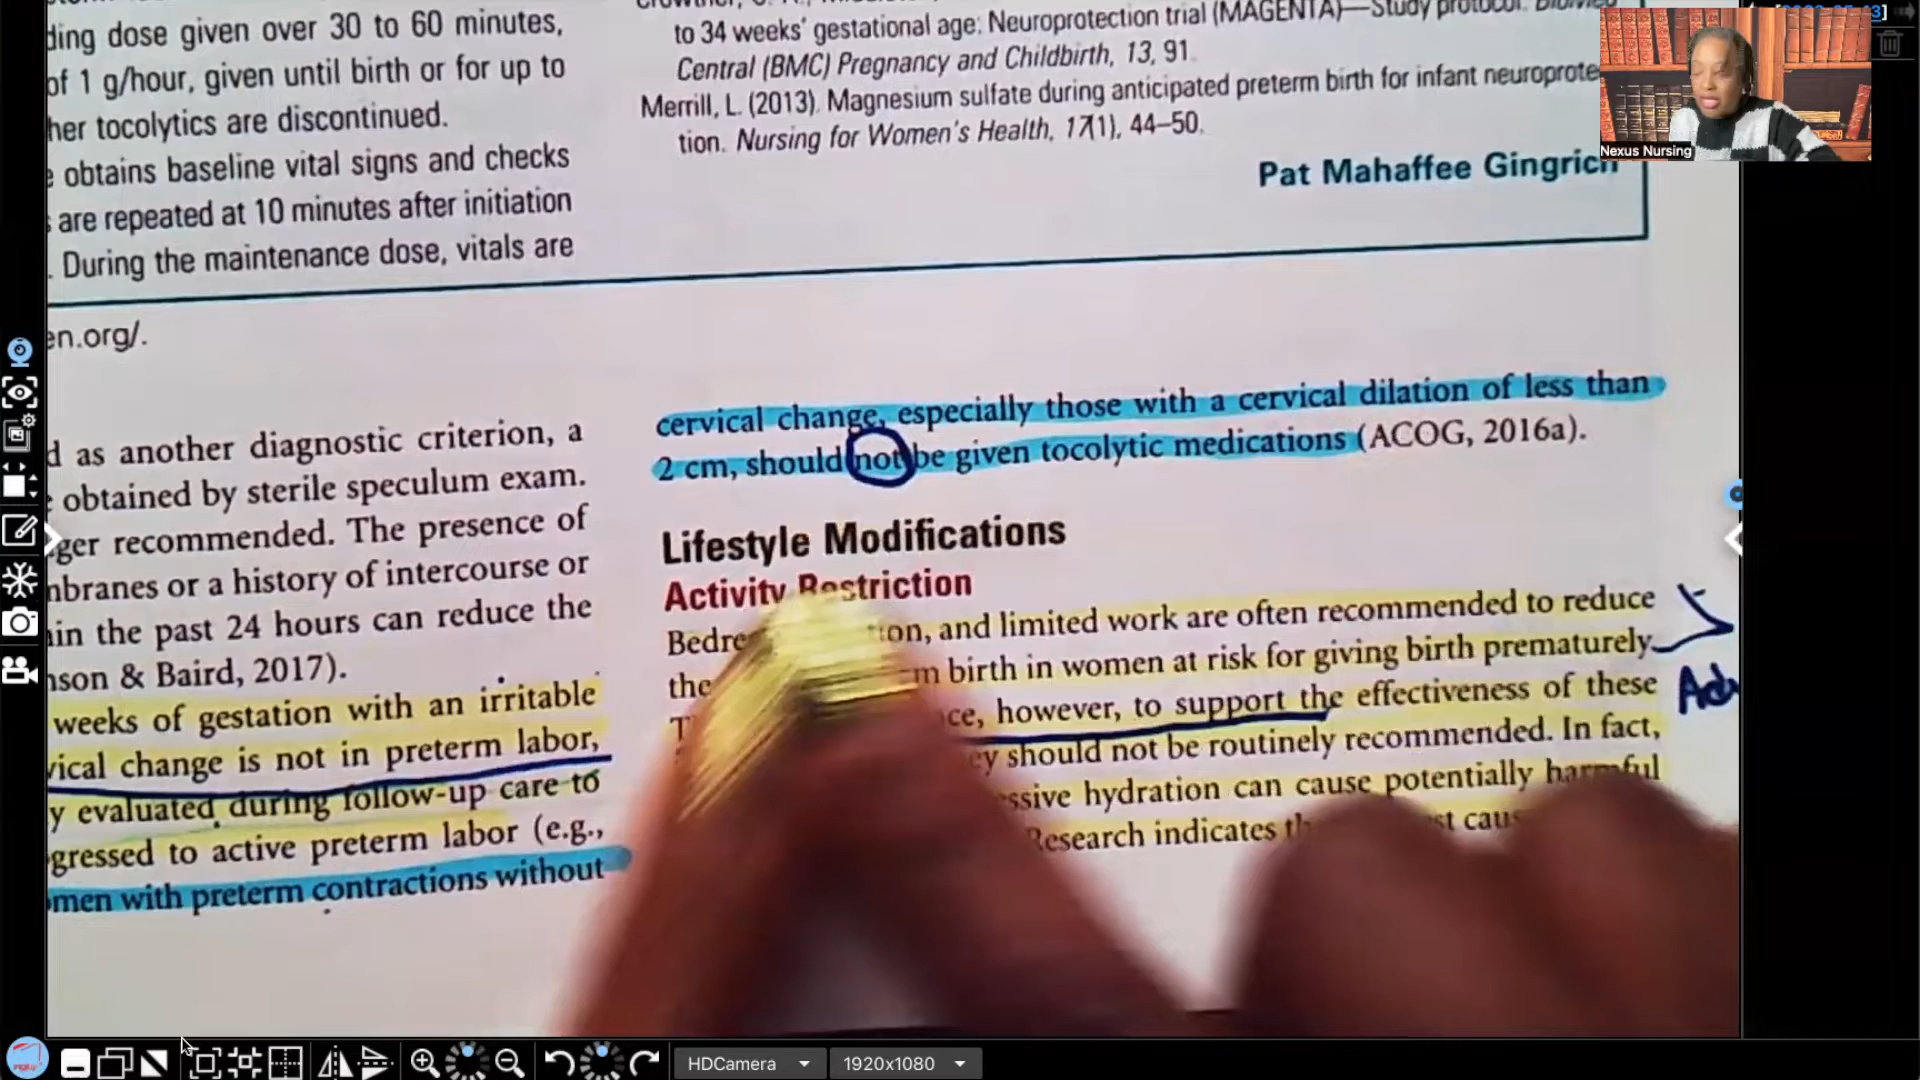 ding dose given over 30 to 60 minutes,
of 1 g/hour, given until birth or for up to
her tocolytics are discontinued.
obtains baseline vital signs and checks
are repeated at 10 minutes after initiation
. During the maintenance dose, vitals are
to 34 weeks' gestational age: Neuroprotection trial (MAGENTA)—Study protocol.
Central (BMC) Pregnancy and Childbirth, 13, 91.
Merrill, L. (2013). Magnesium sulfate during anticipated preterm birth for infant neuroprote
tion. Nursing for Women's Health, 17(1), 44–50.
Pat Mahaffee Gingrich
Nexus Nursing
en.org/.
d as another diagnostic criterion, a
obtained by sterile speculum exam.
ger recommended. The presence of
mbranes or a history of intercourse or
in the past 24 hours can reduce the
nson & Baird, 2017).
weeks of gestation with an irritable
vical change is not in preterm labor,
y evaluated during follow-up care to
gressed to active preterm labor (e.g.,
men with preterm contractions without
cervical change, especially those with a cervical dilation of less than
2 cm, should not be given tocolytic medications (ACOG, 2016a).
Lifestyle Modifications
Activity Restriction
Bedre on, and limited work are often recommended to reduce
the m birth in women at risk for giving birth prematurely
ce, however, to support the effectiveness of these
ey should not be routinely recommended. In fact,
ssive hydration can cause potentially harmful
Research indicates
HDCamera
1920x1080